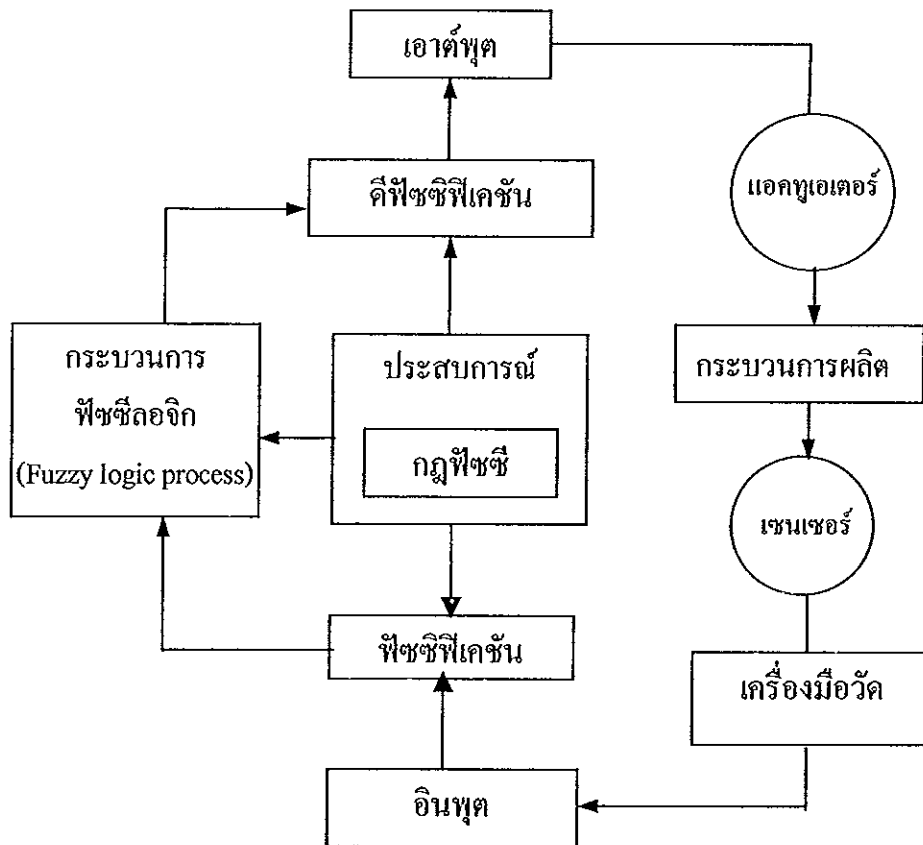 เอาต์พุต
แอคทูเอเตอร์
ดีฟัซซิฟิเคชัน
กระบวนการ
ฟัซซีลอจิก
(Fuzzy logic process)
ประสบการณ์
กฎฟัซซี
กระบวนการผลิต
เซนเซอร์
ฟัซซิฟิเคชัน
เครื่องมือวัด
อินพุต